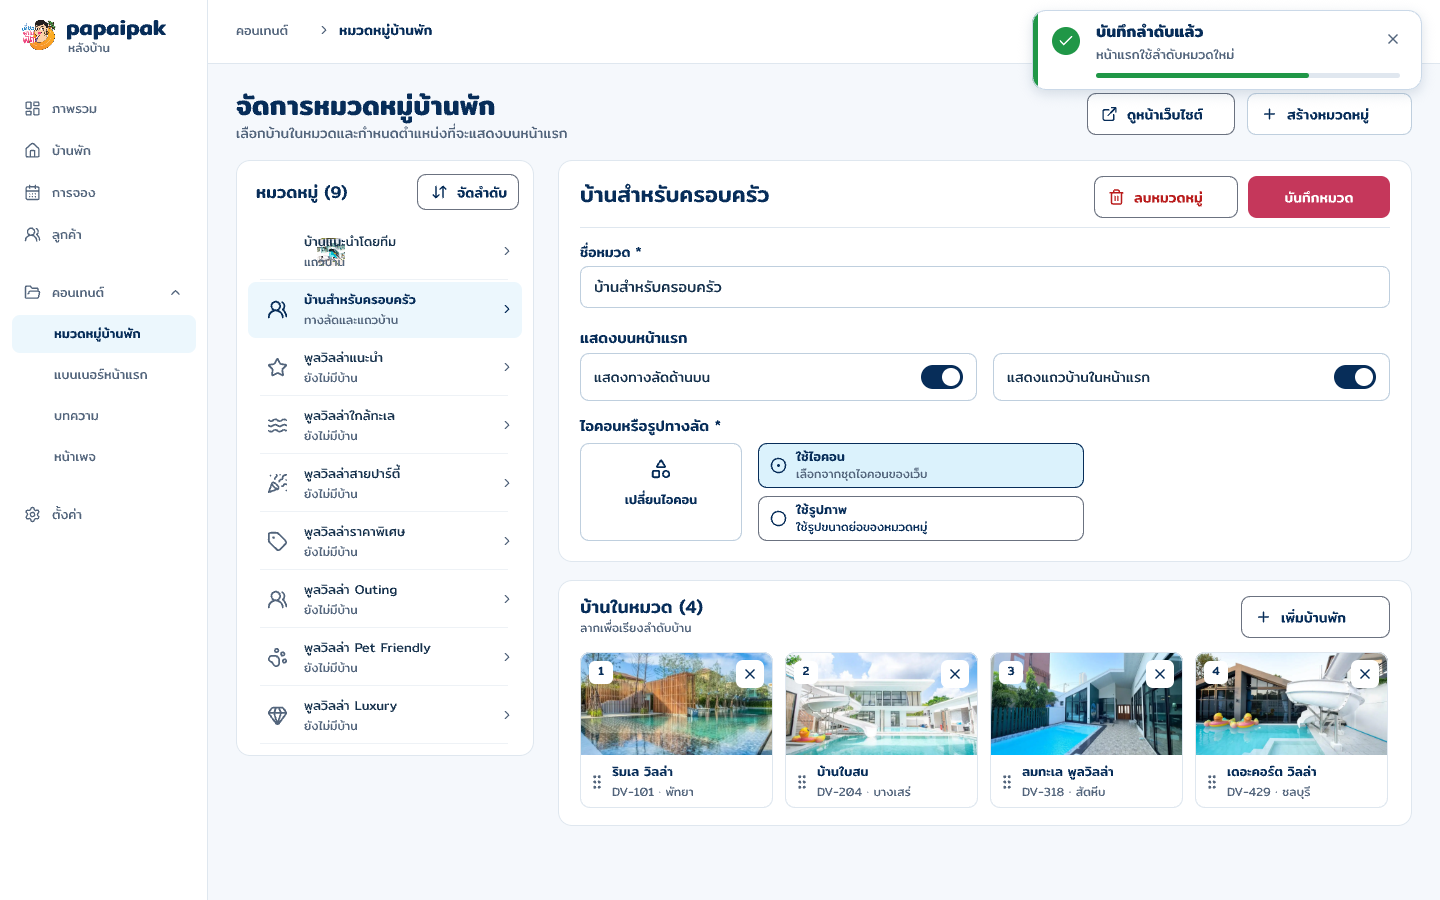 papaipak
หลังบ้าน
ภาพรวม
บ้านพัก
การจอง
ลูกค้า
คอนเทนต์
หมวดหมู่บ้านพัก
แบนเนอร์หน้าแรก
บทความ
หน้าเพจ
ตั้งค่า
คอนเทนต์ > หมวดหมู่บ้านพัก
บันทึกลำดับแล้ว
หน้าแรกใช้ลำดับหมวดใหม่
จัดการหมวดหมู่บ้านพัก
เลือกบ้านในหมวดและกำหนดตำแหน่งที่จะแสดงบนหน้าแรก
ดูหน้าเว็บไซต์
สร้างหมวดหมู่
หมวดหมู่ (9)
จัดลำดับ
บ้านแนะนำโดยทีม
แถวบ้าน
บ้านสำหรับครอบครัว
ทางลัดและแถวบ้าน
พูลวิลล่าแนะนำ
ยังไม่มีบ้าน
พูลวิลล่าใกล้ทะเล
ยังไม่มีบ้าน
พูลวิลล่าสายปาร์ตี้
ยังไม่มีบ้าน
พูลวิลล่าราคาพิเศษ
ยังไม่มีบ้าน
พูลวิลล่า Outing
ยังไม่มีบ้าน
พูลวิลล่า Pet Friendly
ยังไม่มีบ้าน
พูลวิลล่า Luxury
ยังไม่มีบ้าน
บ้านสำหรับครอบครัว
ลบหมวดหมู่
บันทึกหมวด
ชื่อหมวด *
บ้านสำหรับครอบครัว
แสดงบนหน้าแรก
แสดงทางลัดด้านบน
แสดงแถวบ้านในหน้าแรก
ไอคอนหรือรูปทางลัด *
เปลี่ยนไอคอน
ใช้ไอคอน
เลือกจากชุดไอคอนของเว็บ
ใช้รูปภาพ
ใช้รูปขนาดย่อของหมวดหมู่
บ้านในหมวด (4)
ลากเพื่อเรียงลำดับบ้าน
เพิ่มบ้านพัก
1
ริมเล วิลล่า
DV-101 · พัทยา
2
บ้านใบสน
DV-204 · บางเสร่
3
ลมทะเล พูลวิลล่า
DV-318 · สัตหีบ
4
เดอะคอร์ต วิลล่า
DV-429 · ชลบุรี